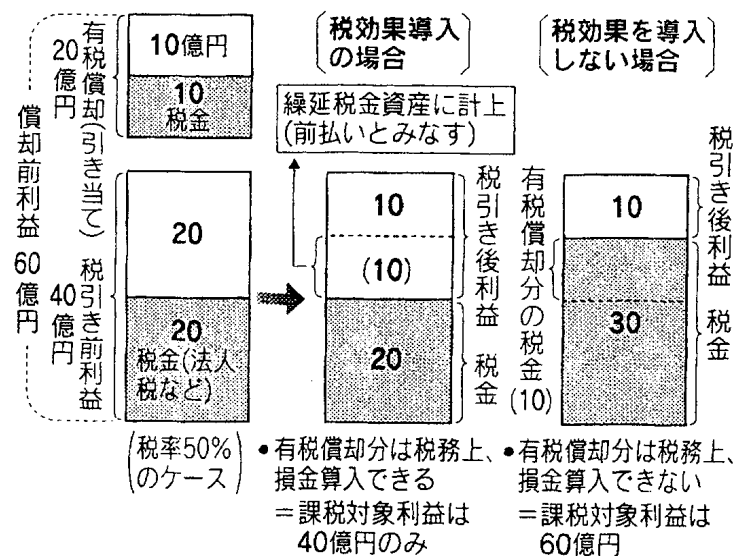 償却前利益 60億円
有税償却(引き当て)
20億円
10億円
10
税金
税引き前利益
40億円
20
20
税金(法人
税など)
(税率50%
のケース)
税効果導入
の場合
繰延税金資産に計上
(前払いとみなす)
10
(10)
20
税引き後利益
税金
•有税償却分は税務上、
損金算入できる
＝課税対象利益は
40億円のみ
税効果を導入
しない場合
有税償却分の税金(10)
10
30
税引き後利益
税金
•有税償却分は税務上、
損金算入できない
＝課税対象利益は
60億円